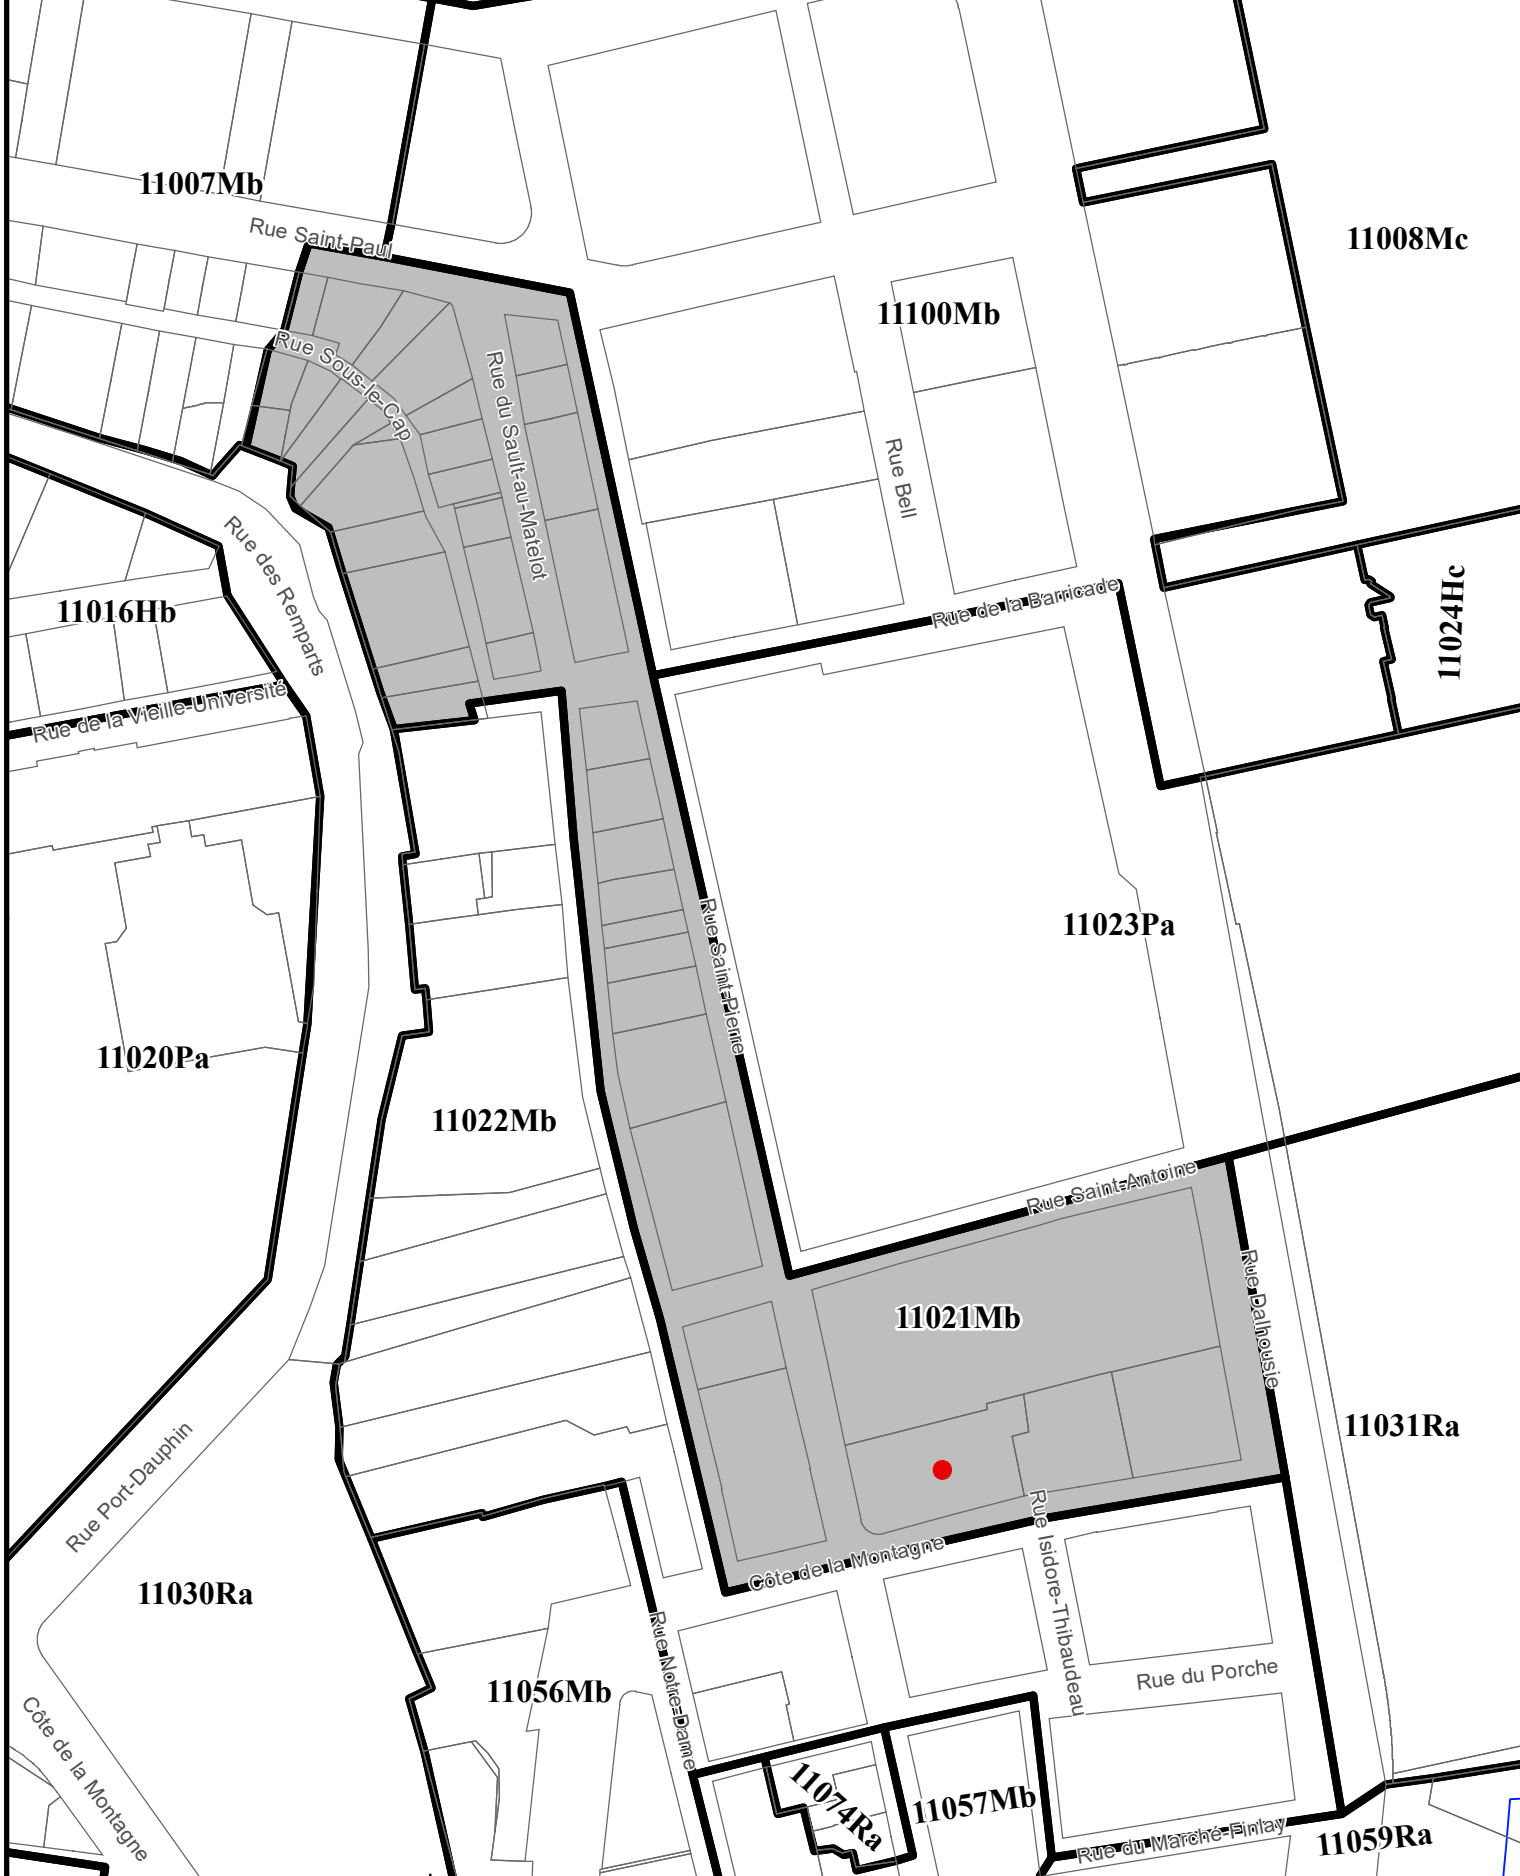 11007Mb
Rue Saint-Paul
11008Mc
11100Mb
Rue Sous-le-Cap
Rue du Sault-au-Matelot
Rue Bell
Rue des Remparts
11016Hb
Rue de la Barricade
11024Hc
Rue de la Vieille-Université
11023Pa
Rue Saint-Pierre
11020Pa
11022Mb
Rue Saint-Antoine
11021Mb
Rue Dalhousie
11031Ra
Rue Port-Dauphin
Côte de la Montagne
Rue Isidore-Thibaudeau
11030Ra
Rue Notre-Dame
Rue du Porche
11056Mb
Côte de la Montagne
11074Ra
11057Mb
Rue du Marché-Finlay
11059Ra